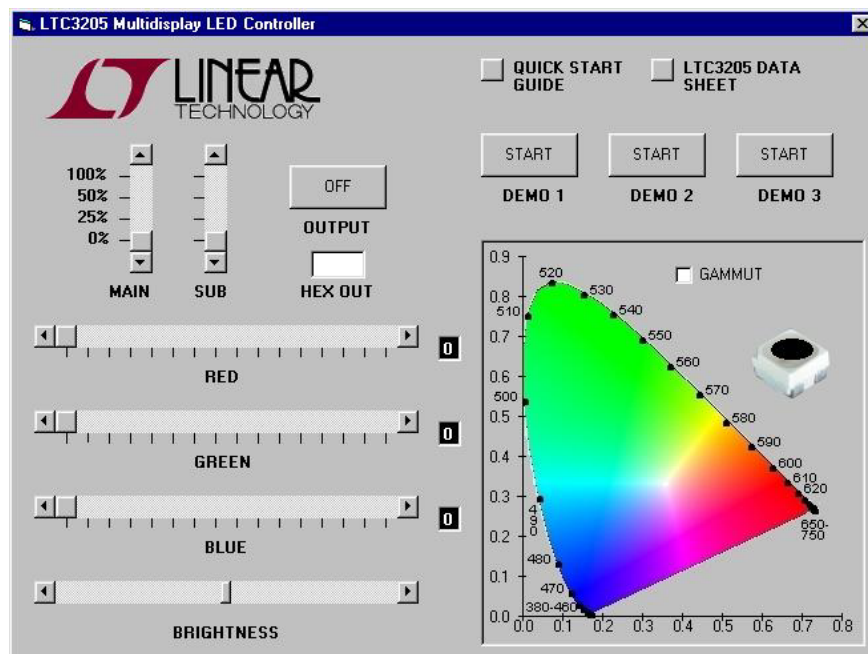 LTC3205 Multidisplay LED Controller
LINEAR
TECHNOLOGY
QUICK START
GUIDE
LTC3205 DATA
SHEET
START
START
START
DEMO 1
DEMO 2
DEMO 3
100%
50%
25%
0%
MAIN
SUB
OFF
OUTPUT
HEX OUT
0
RED
0
GREEN
0
BLUE
BRIGHTNESS
GAMMUT
0.9
0.8
0.7
0.6
0.5
0.4
0.3
0.2
0.1
0.0
0.0
0.1
0.2
0.3
0.4
0.5
0.6
0.7
0.8
520
530
510
540
550
560
570
500
580
590
600
610
620
490
650-
750
480
470
380-460